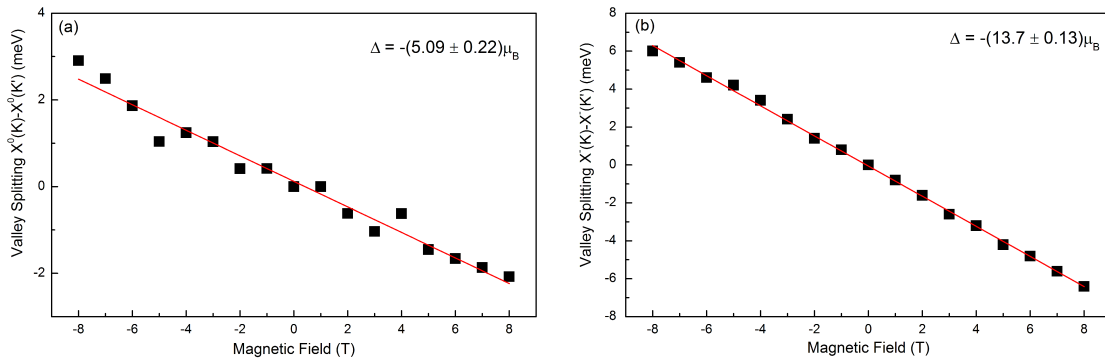 (a)
Δ = -(5.09 ± 0.22)μB
Valley Splitting X⁰(K)-X⁰(K') (meV)
4
2
0
-2
-8 -6 -4 -2 0 2 4 6 8
Magnetic Field (T)
(b)
Δ = -(13.7 ± 0.13)μB
Valley Splitting X⁻(K)-X⁻(K') (meV)
8
6
4
2
0
-2
-4
-6
-8
-8 -6 -4 -2 0 2 4 6 8
Magnetic Field (T)